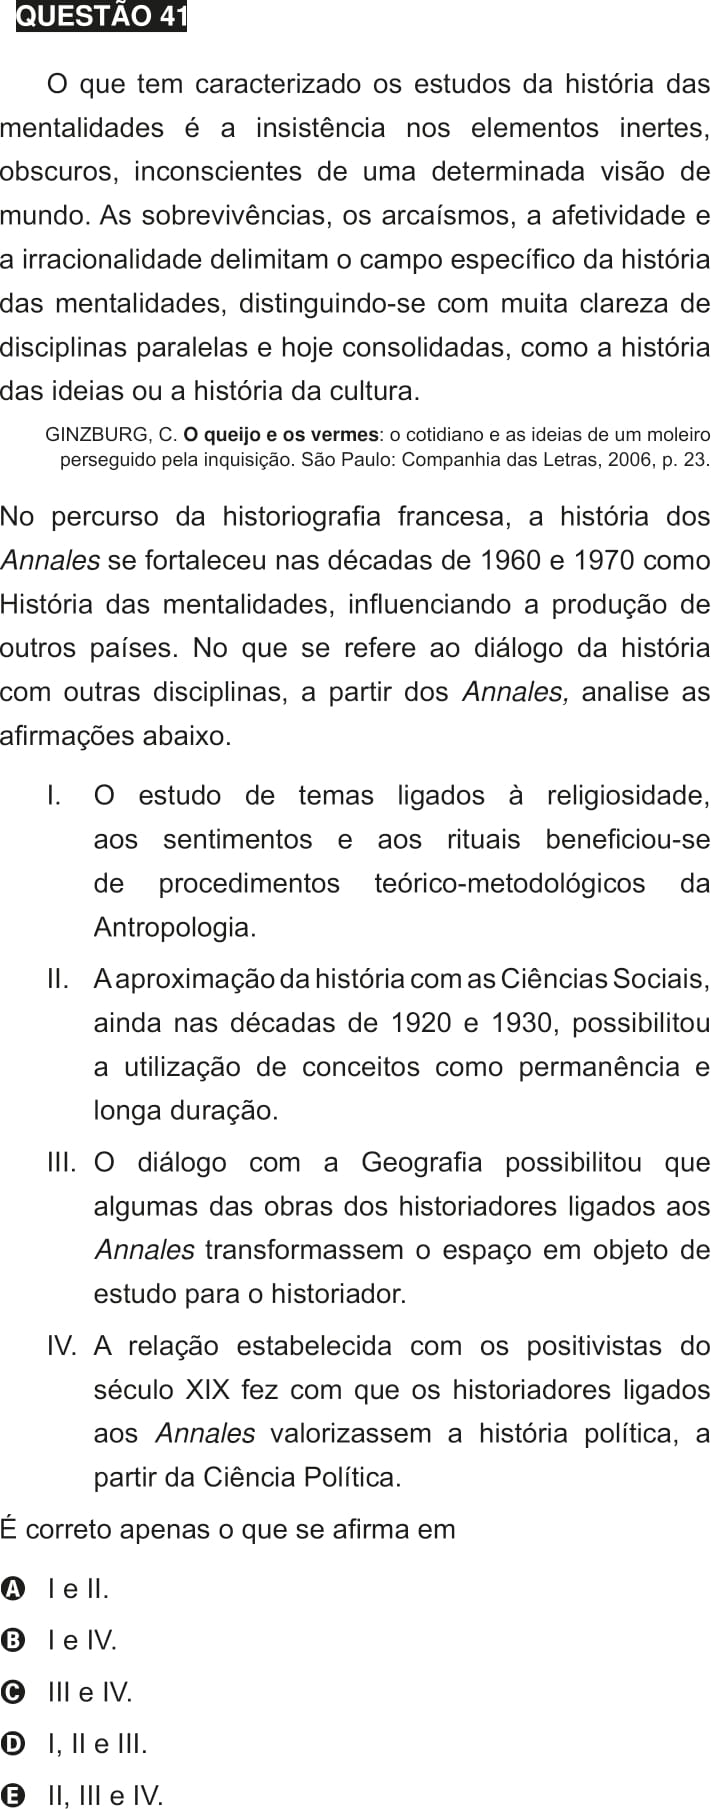 QUESTÃO 41
O que tem caracterizado os estudos da história das
mentalidades é a insistência nos elementos inertes,
obscuros, inconscientes de uma determinada visão de
mundo. As sobrevivências, os arcaísmos, a afetividade e
a irracionalidade delimitam o campo específico da história
das mentalidades, distinguindo-se com muita clareza de
disciplinas paralelas e hoje consolidadas, como a história
das ideias ou a história da cultura.
GINZBURG, C. O queijo e os vermes: o cotidiano e as ideias de um moleiro
perseguido pela inquisição. São Paulo: Companhia das Letras, 2006, p. 23.
No percurso da historiografia francesa, a história dos
Annales se fortaleceu nas décadas de 1960 e 1970 como
História das mentalidades, influenciando a produção de
outros países. No que se refere ao diálogo da história
com outras disciplinas, a partir dos Annales, analise as
afirmações abaixo.
I. O estudo de temas ligados à religiosidade,
aos sentimentos e aos rituais beneficiou-se
de procedimentos teórico-metodológicos da
Antropologia.
II. A aproximação da história com as Ciências Sociais,
ainda nas décadas de 1920 e 1930, possibilitou
a utilização de conceitos como permanência e
longa duração.
III. O diálogo com a Geografia possibilitou que
algumas das obras dos historiadores ligados aos
Annales transformassem o espaço em objeto de
estudo para o historiador.
IV. A relação estabelecida com os positivistas do
século XIX fez com que os historiadores ligados
aos Annales valorizassem a história política, a
partir da Ciência Política.
É correto apenas o que se afirma em
A I e II.
B I e IV.
C III e IV.
D I, II e III.
E II, III e IV.